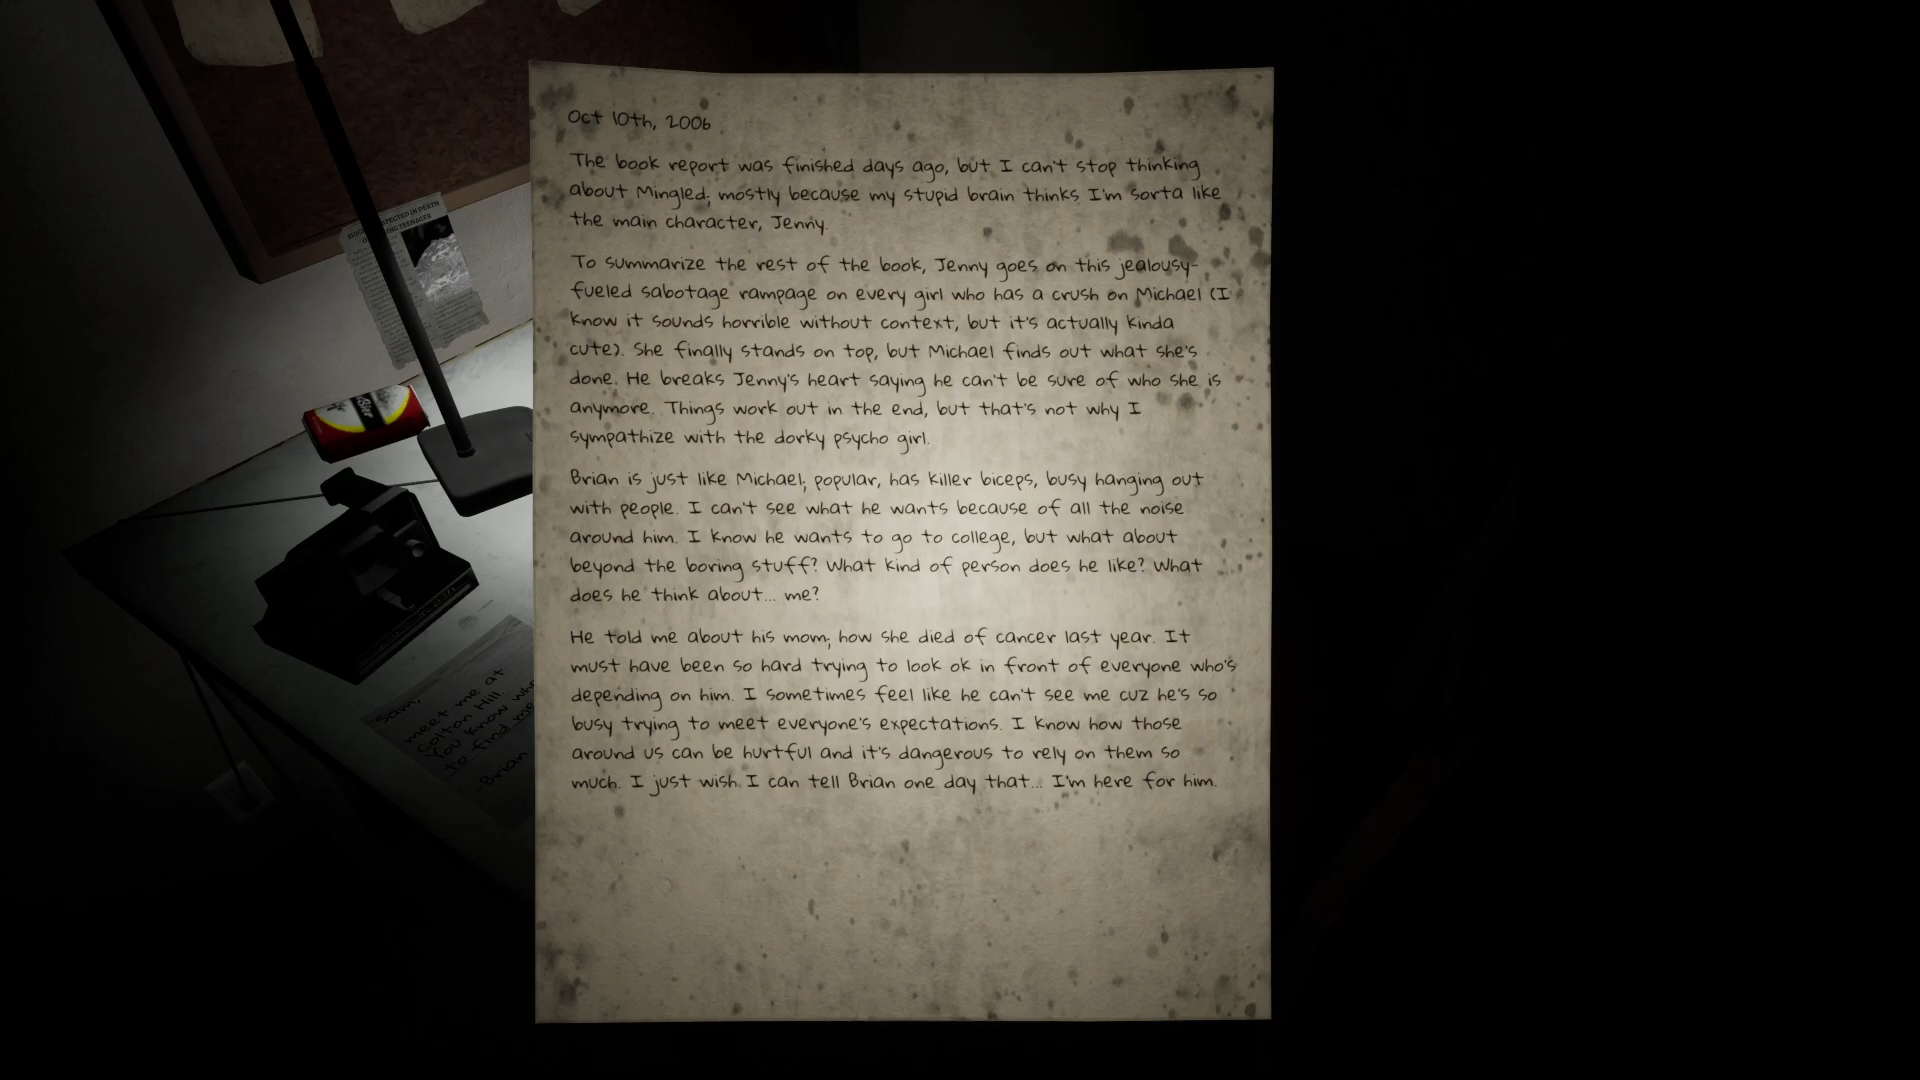 Oct 10th, 2006
The book report was finished days ago, but I can't stop thinking
about Mingled; mostly because my stupid brain thinks I'm sorta like
the main character, Jenny.
To summarize the rest of the book, Jenny goes on this jealousy-
fueled sabotage rampage on every girl who has a crush on Michael (I
know it sounds horrible without context, but it's actually kinda
cute). She finally stands on top, but Michael finds out what she's
done. He breaks Jenny's heart saying he can't be sure of who she is
anymore. Things work out in the end, but that's not why I
sympathize with the dorky psycho girl.
Brian is just like Michael; popular, has killer biceps, busy hanging out
with people. I can't see what he wants because of all the noise
around him. I know he wants to go to college, but what about
beyond the boring stuff? What kind of person does he like? What
does he think about... me?
He told me about his mom; how she died of cancer last year. It
must have been so hard trying to look ok in front of everyone who's
depending on him. I sometimes feel like he can't see me cuz he's so
busy trying to meet everyone's expectations. I know how those
around us can be hurtful and it's dangerous to rely on them so
much. I just wish I can tell Brian one day that... I'm here for him.
IN DEATH
TEENAGER
Sam,
meet me at
Colton Hill.
You know
to find me
-Brian